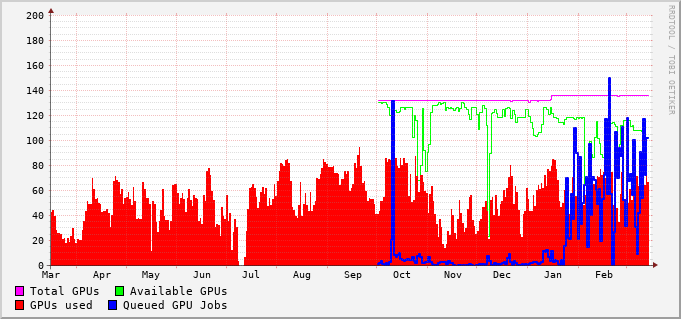 200
180
160
140
120
100
80
60
40
20
0
Mar Apr May Jun Jul Aug Sep Oct Nov Dec Jan Feb
Total GPUs Available GPUs
GPUs used Queued GPU Jobs
RRDTOOL / TOBI OETIKER